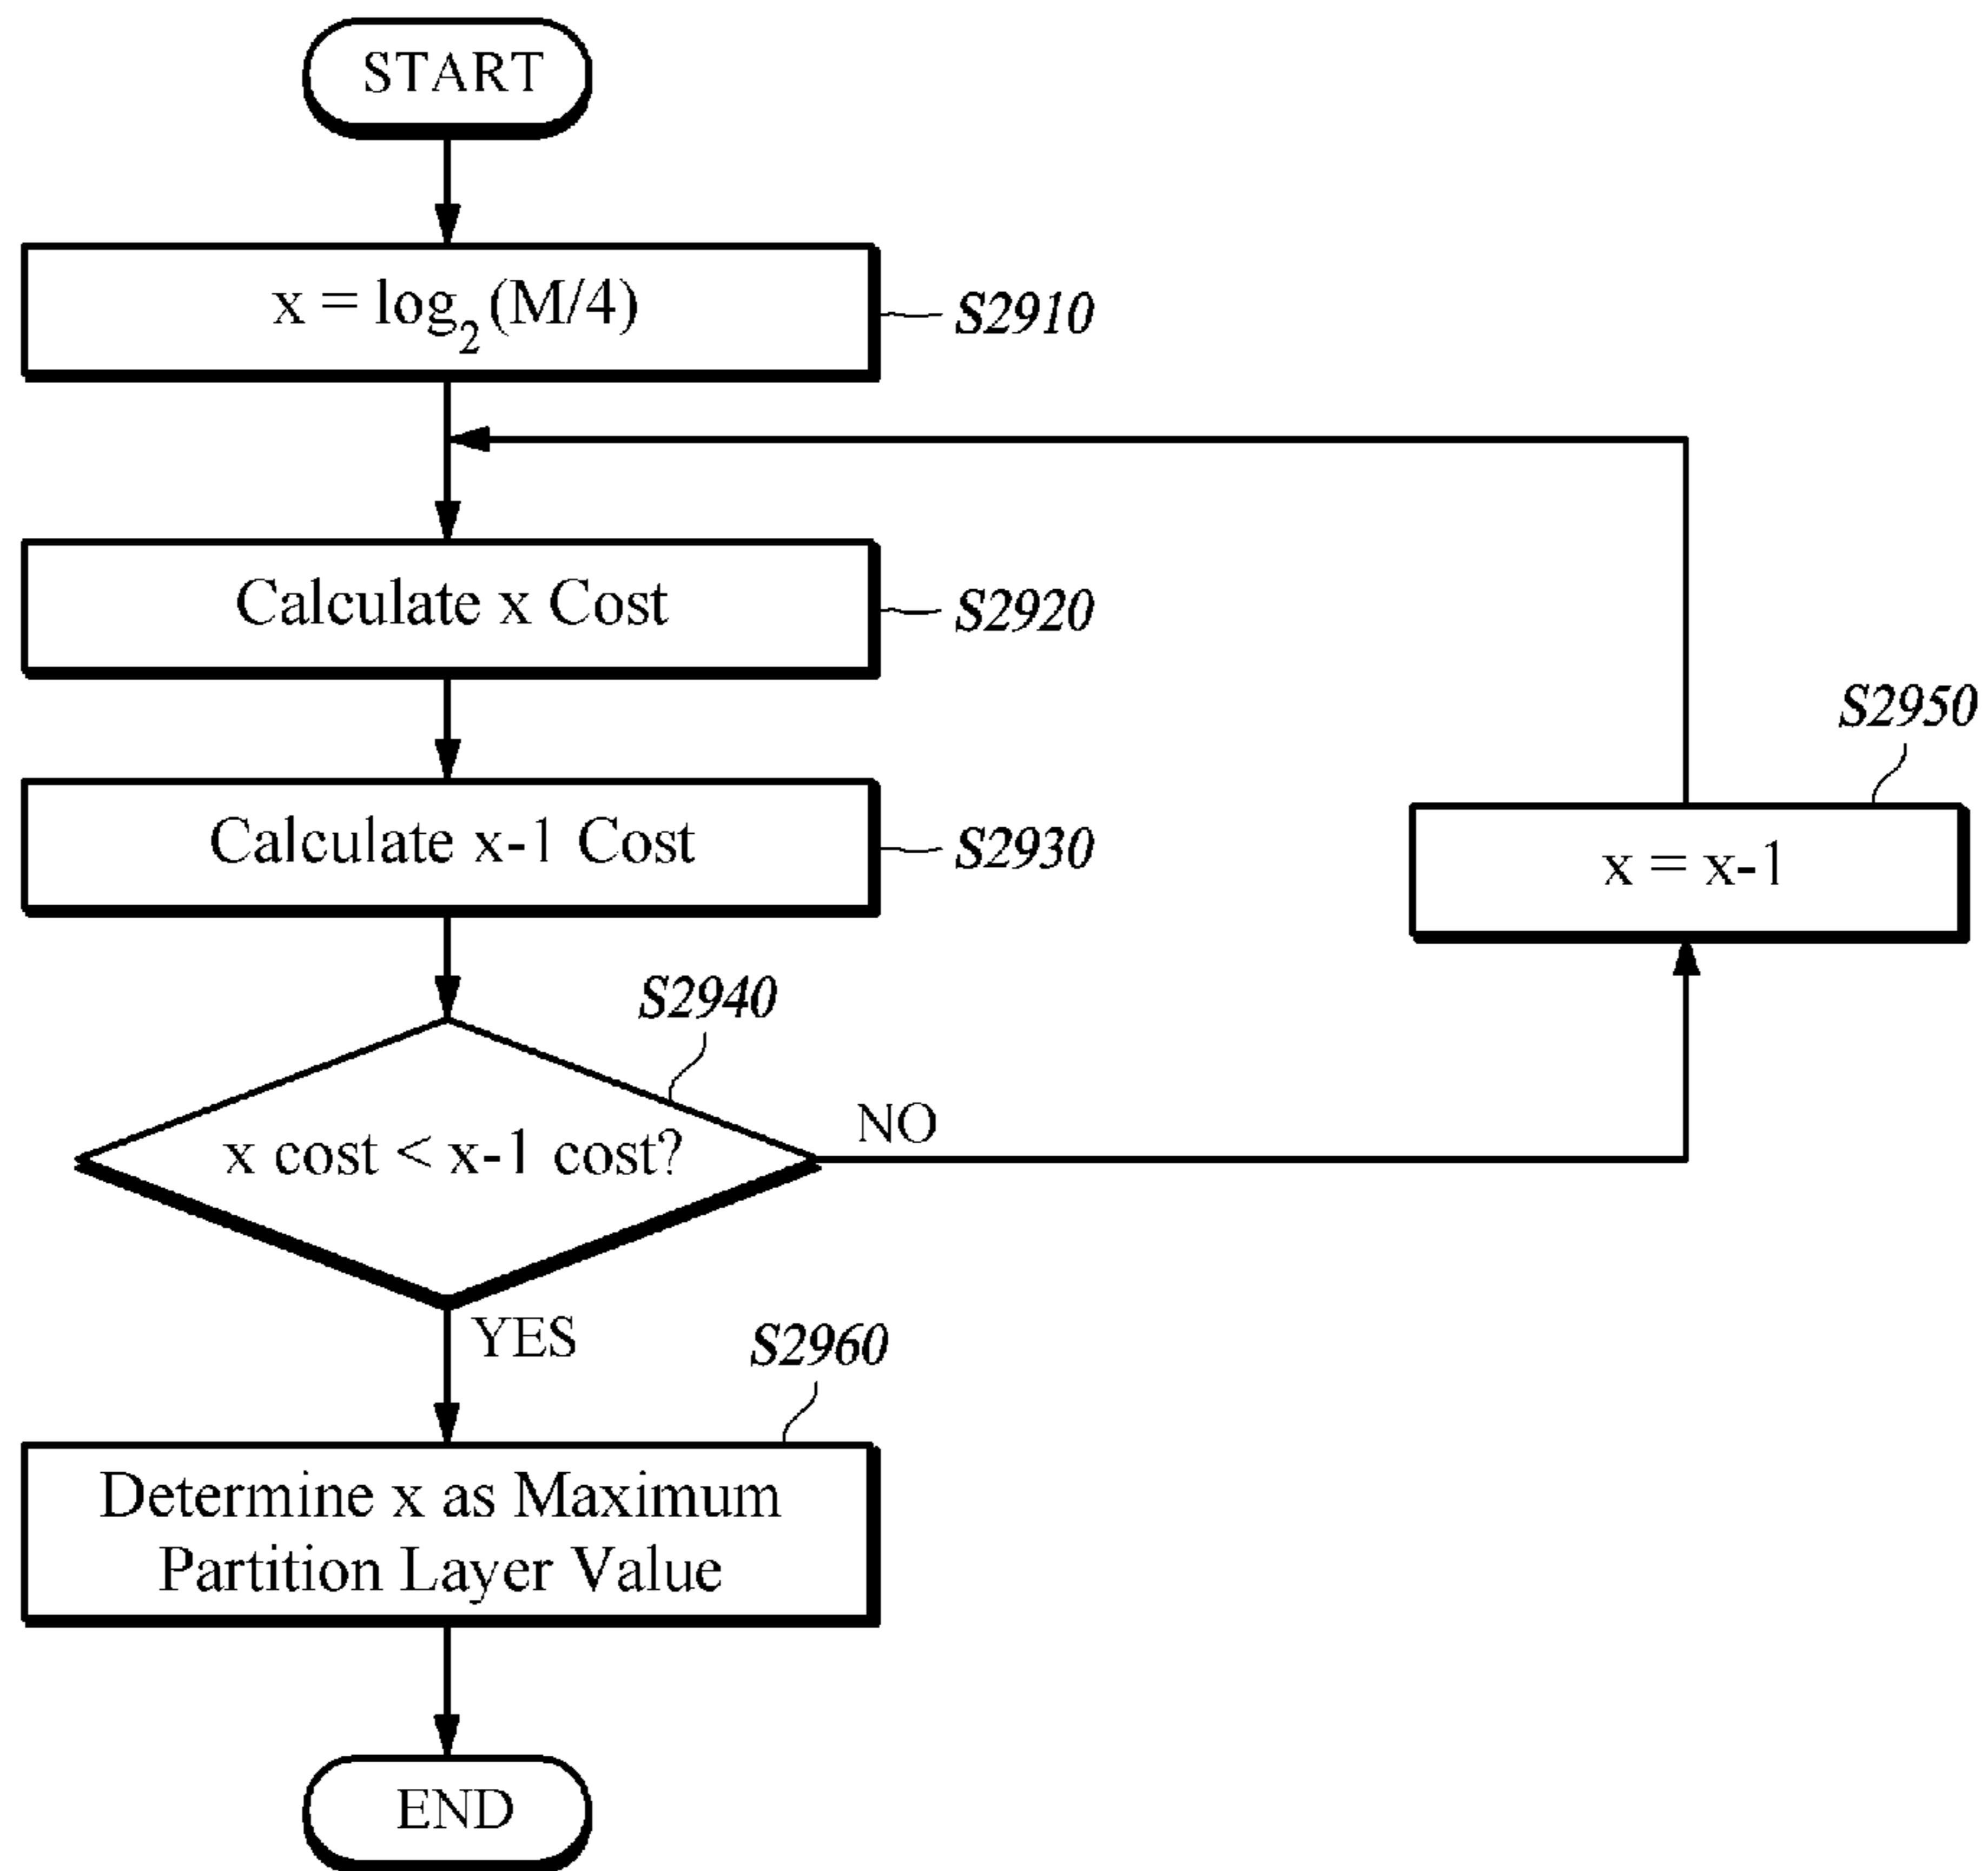 START
x = log₂(M/4)
S2910
Calculate x Cost
S2920
Calculate x-1 Cost
S2930
S2940
x cost < x-1 cost?
NO
S2950
x = x-1
YES
S2960
Determine x as Maximum
Partition Layer Value
END